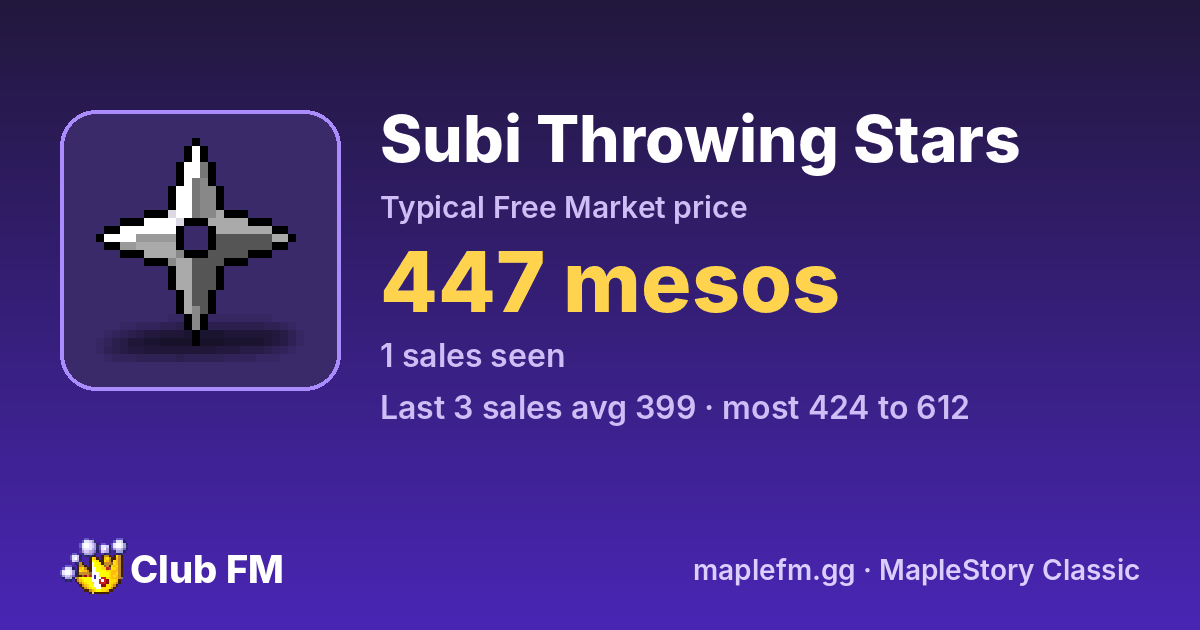 Subi Throwing Stars
Typical Free Market price
447 mesos
1 sales seen
Last 3 sales avg 399 · most 424 to 612
Club FM
maplefm.gg · MapleStory Classic